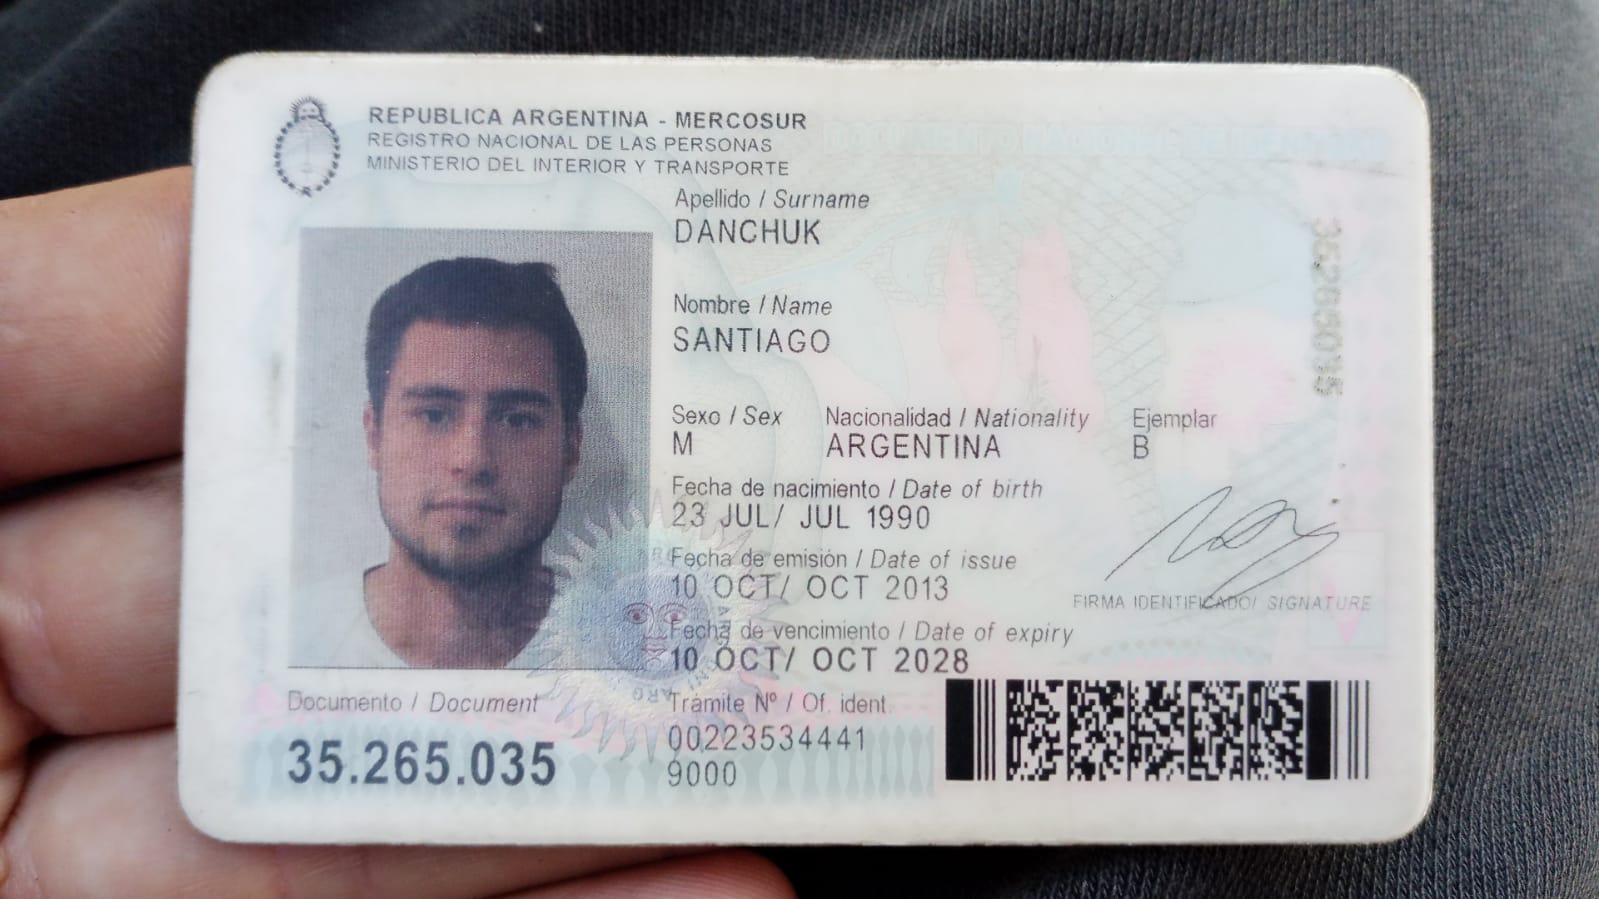 REPUBLICA ARGENTINA - MERCOSUR
REGISTRO NACIONAL DE LAS PERSONAS
MINISTERIO DEL INTERIOR Y TRANSPORTE
Apellido / Surname
DANCHUK
Nombre / Name
SANTIAGO
Sexo / Sex Nacionalidad / Nationality Ejemplar
M ARGENTINA B
Fecha de nacimiento / Date of birth
23 JUL/ JUL 1990
Fecha de emisión / Date of issue
10 OCT/ OCT 2013
FIRMA IDENTIFICADO/ SIGNATURE
Fecha de vencimiento / Date of expiry
10 OCT/ OCT 2028
Documento / Document
35.265.035
Trámite Nº / Of. ident.
00223534441
9000